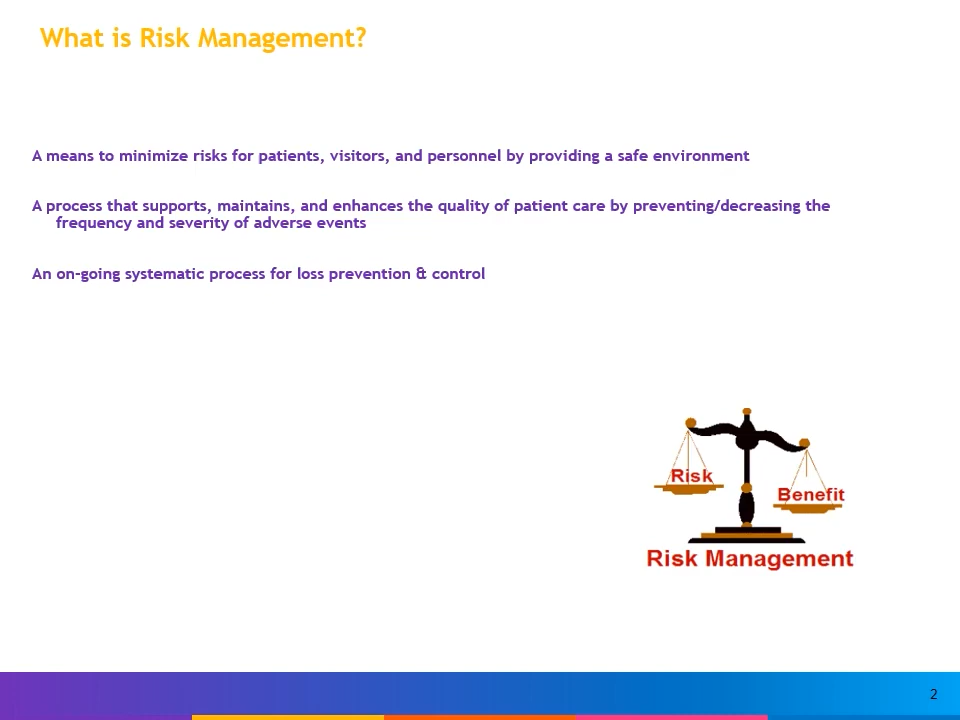 What is Risk Management?
A means to minimize risks for patients, visitors, and personnel by providing a safe environment
A process that supports, maintains, and enhances the quality of patient care by preventing/decreasing the
frequency and severity of adverse events
An on-going systematic process for loss prevention & control
Risk
Benefit
Risk Management
2